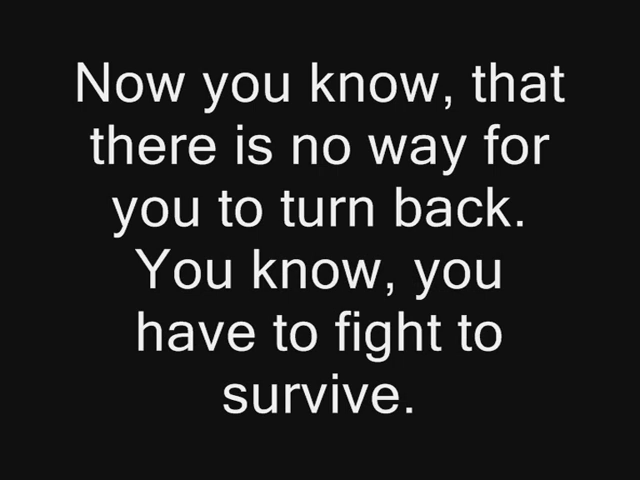 Now you know, that
there is no way for
you to turn back.
You know, you
have to fight to
survive.